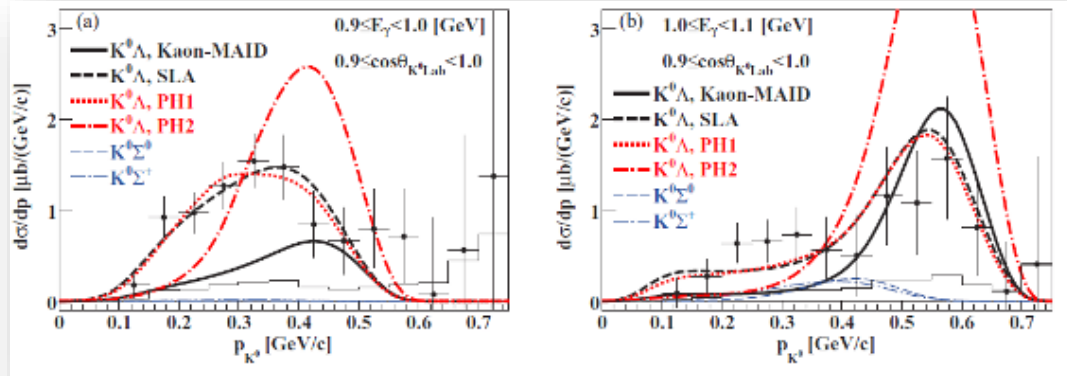 (a)
0.9≤Eγ<1.0 [GeV]
0.9≤cosθK⁰Lab<1.0
K⁰Λ, Kaon-MAID
K⁰Λ, SLA
K⁰Λ, PH1
K⁰Λ, PH2
K⁰Σ⁰
K⁰Σ⁺
dσ/dp [μb/(GeV/c)]
3
2
1
0
0 0.1 0.2 0.3 0.4 0.5 0.6 0.7
pK⁰ [GeV/c]
(b)
1.0≤Eγ<1.1 [GeV]
0.9≤cosθK⁰Lab<1.0
K⁰Λ, Kaon-MAID
K⁰Λ, SLA
K⁰Λ, PH1
K⁰Λ, PH2
K⁰Σ⁰
K⁰Σ⁺
dσ/dp [μb/(GeV/c)]
3
2
1
0
0 0.1 0.2 0.3 0.4 0.5 0.6 0.7
pK⁰ [GeV/c]